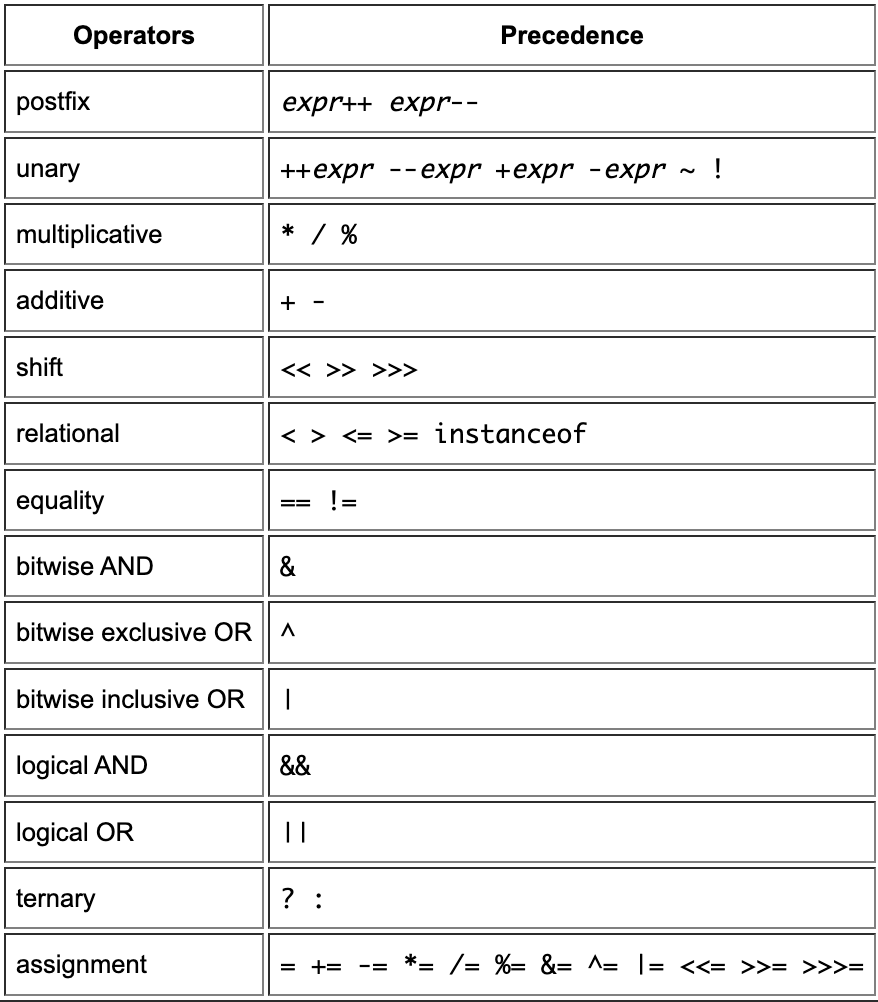 Operators Precedence
postfix expr++ expr--
unary ++expr --expr +expr -expr ~ !
multiplicative * / %
additive + -
shift << >> >>>
relational < > <= >= instanceof
equality == !=
bitwise AND &
bitwise exclusive OR ^
bitwise inclusive OR |
logical AND &&
logical OR ||
ternary ? :
assignment = += -= *= /= %= &= ^= |= <<= >>= >>>=